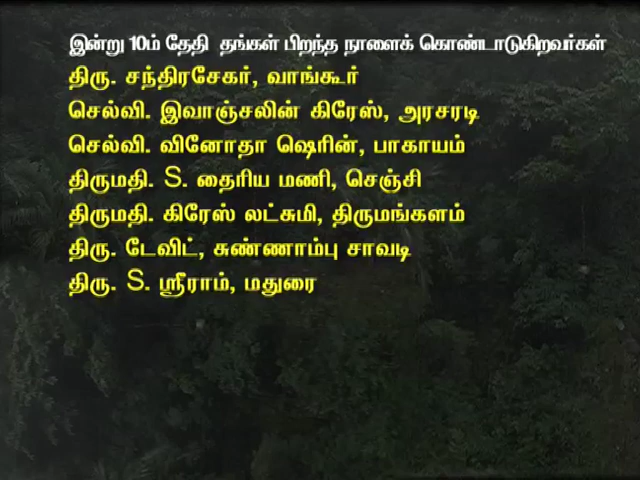 இன்று 10ம் தேதி தங்கள் பிறந்த நாளைக் கொண்டாடுகிறவர்கள்
திரு. சந்திரசேகர், வாங்கூர்
செல்வி. இவாஞ்சலின் கிரேஸ், அரசரடி
செல்வி. வினோதா ஷெரின், பாகாயம்
திருமதி. S. தைரிய மணி, செஞ்சி
திருமதி. கிரேஸ் லட்சுமி, திருமங்களம்
திரு. டேவிட், சுண்ணாம்பு சாவடி
திரு. S. ஸ்ரீராம், மதுரை